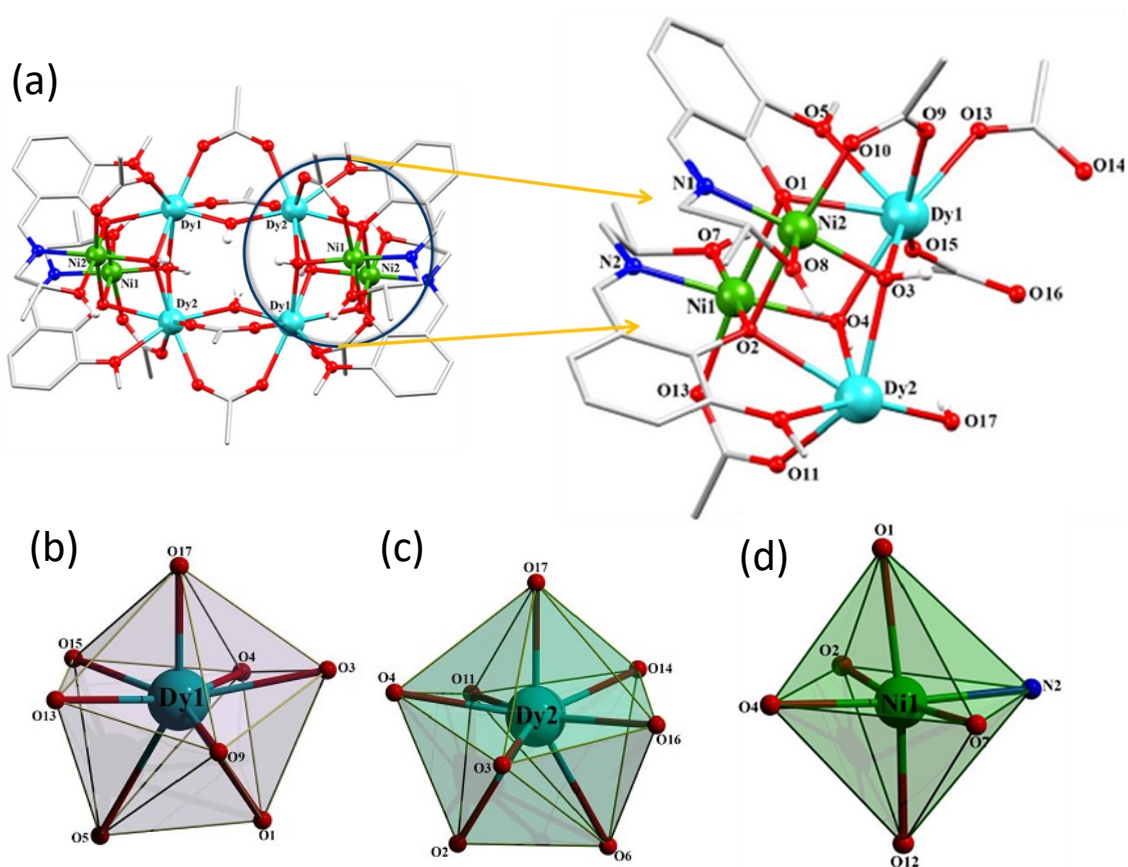 (a)
Dy1
Dy2
Ni2
Ni1
Ni1
Ni2
Dy2
Dy1
O5
O9
O13
O10
O14
N1
O1
Ni2
Dy1
O7
O15
N2
O8
O3
O16
Ni1
O4
O2
O13
Dy2
O17
O11
(b)
O17
O15
O4
O3
O13
Dy1
O9
O5
O1
(c)
O17
O4
O11
O14
Dy2
O16
O3
O2
O6
(d)
O1
O2
N2
O4
Ni1
O7
O12